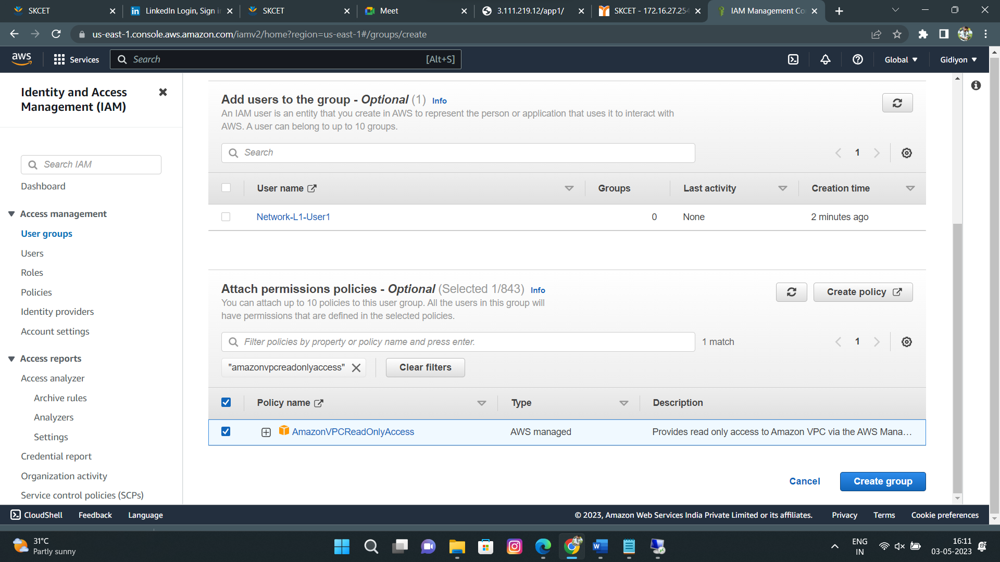 SKCET
LinkedIn Login, Sign i
SKCET
Meet
3.111.219.12/app1/
SKCET - 172.16.27.254
IAM Management Co
us-east-1.console.aws.amazon.com/iamv2/home?region=us-east-1#/groups/create
aws
Services
Search
[Alt+S]
Global
Gidiyon
Identity and Access
Management (IAM)
Search IAM
Dashboard
Access management
User groups
Users
Roles
Policies
Identity providers
Account settings
Access reports
Access analyzer
Archive rules
Analyzers
Settings
Credential report
Organization activity
Service control policies (SCPs)
Add users to the group - Optional (1) Info
An IAM user is an entity that you create in AWS to represent the person or application that uses it to interact with
AWS. A user can belong to up to 10 groups.
Search
1
User name
Groups
Last activity
Creation time
Network-L1-User1
0
None
2 minutes ago
Attach permissions policies - Optional (Selected 1/843) Info
You can attach up to 10 policies to this user group. All the users in this group will
have permissions that are defined in the selected policies.
Create policy
Filter policies by property or policy name and press enter.
1 match
1
"amazonvpcreadonlyaccess"
Clear filters
Policy name
Type
Description
AmazonVPCReadOnlyAccess
AWS managed
Provides read only access to Amazon VPC via the AWS Mana...
Cancel
Create group
CloudShell
Feedback
Language
© 2023, Amazon Web Services India Private Limited or its affiliates.
Privacy
Terms
Cookie preferences
31°C
Partly sunny
ENG
IN
16:11
03-05-2023